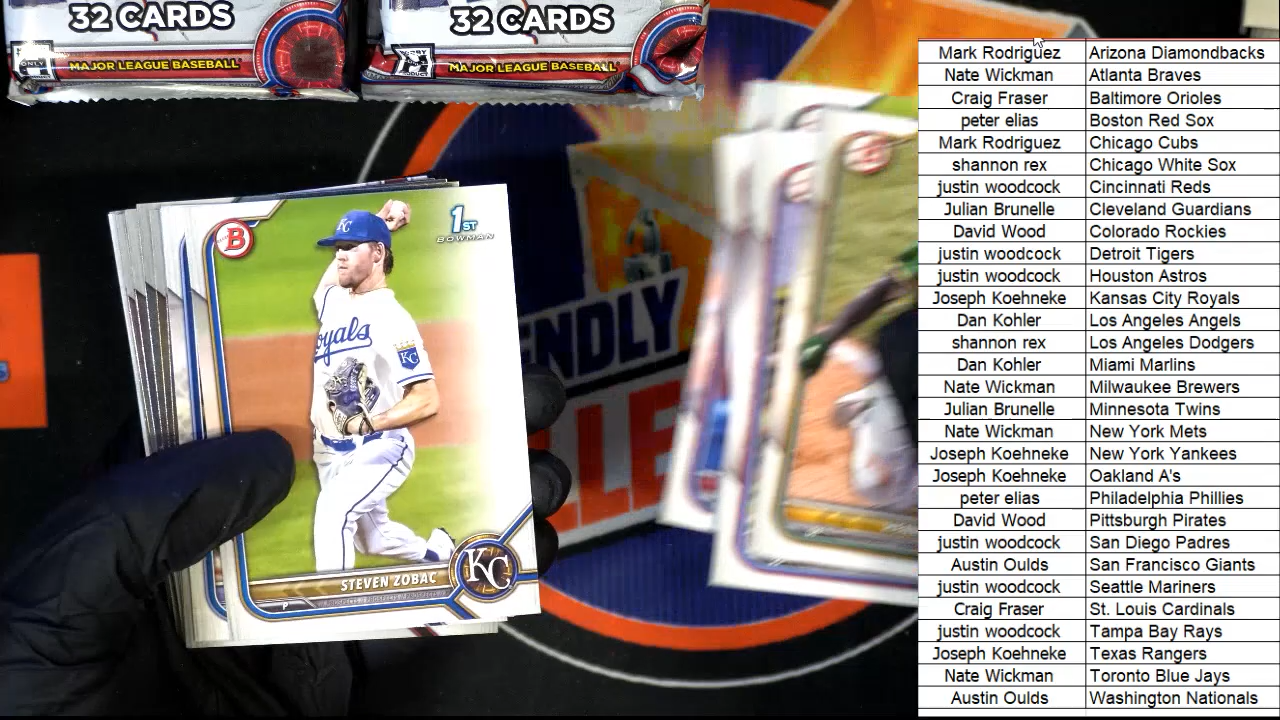 32 CARDS
32 CARDS
MAJOR LEAGUE BASEBALL
MAJOR LEAGUE BASEBALL
B
1ST
BOWMAN
KC
Royals
KC
STEVEN ZOBAC
P
KC
ENDLY
Mark Rodriguez Arizona Diamondbacks
Nate Wickman Atlanta Braves
Craig Fraser Baltimore Orioles
peter elias Boston Red Sox
Mark Rodriguez Chicago Cubs
shannon rex Chicago White Sox
justin woodcock Cincinnati Reds
Julian Brunelle Cleveland Guardians
David Wood Colorado Rockies
justin woodcock Detroit Tigers
justin woodcock Houston Astros
Joseph Koehneke Kansas City Royals
Dan Kohler Los Angeles Angels
shannon rex Los Angeles Dodgers
Dan Kohler Miami Marlins
Nate Wickman Milwaukee Brewers
Julian Brunelle Minnesota Twins
Nate Wickman New York Mets
Joseph Koehneke New York Yankees
Joseph Koehneke Oakland A's
peter elias Philadelphia Phillies
David Wood Pittsburgh Pirates
justin woodcock San Diego Padres
Austin Oulds San Francisco Giants
justin woodcock Seattle Mariners
Craig Fraser St. Louis Cardinals
justin woodcock Tampa Bay Rays
Joseph Koehneke Texas Rangers
Nate Wickman Toronto Blue Jays
Austin Oulds Washington Nationals